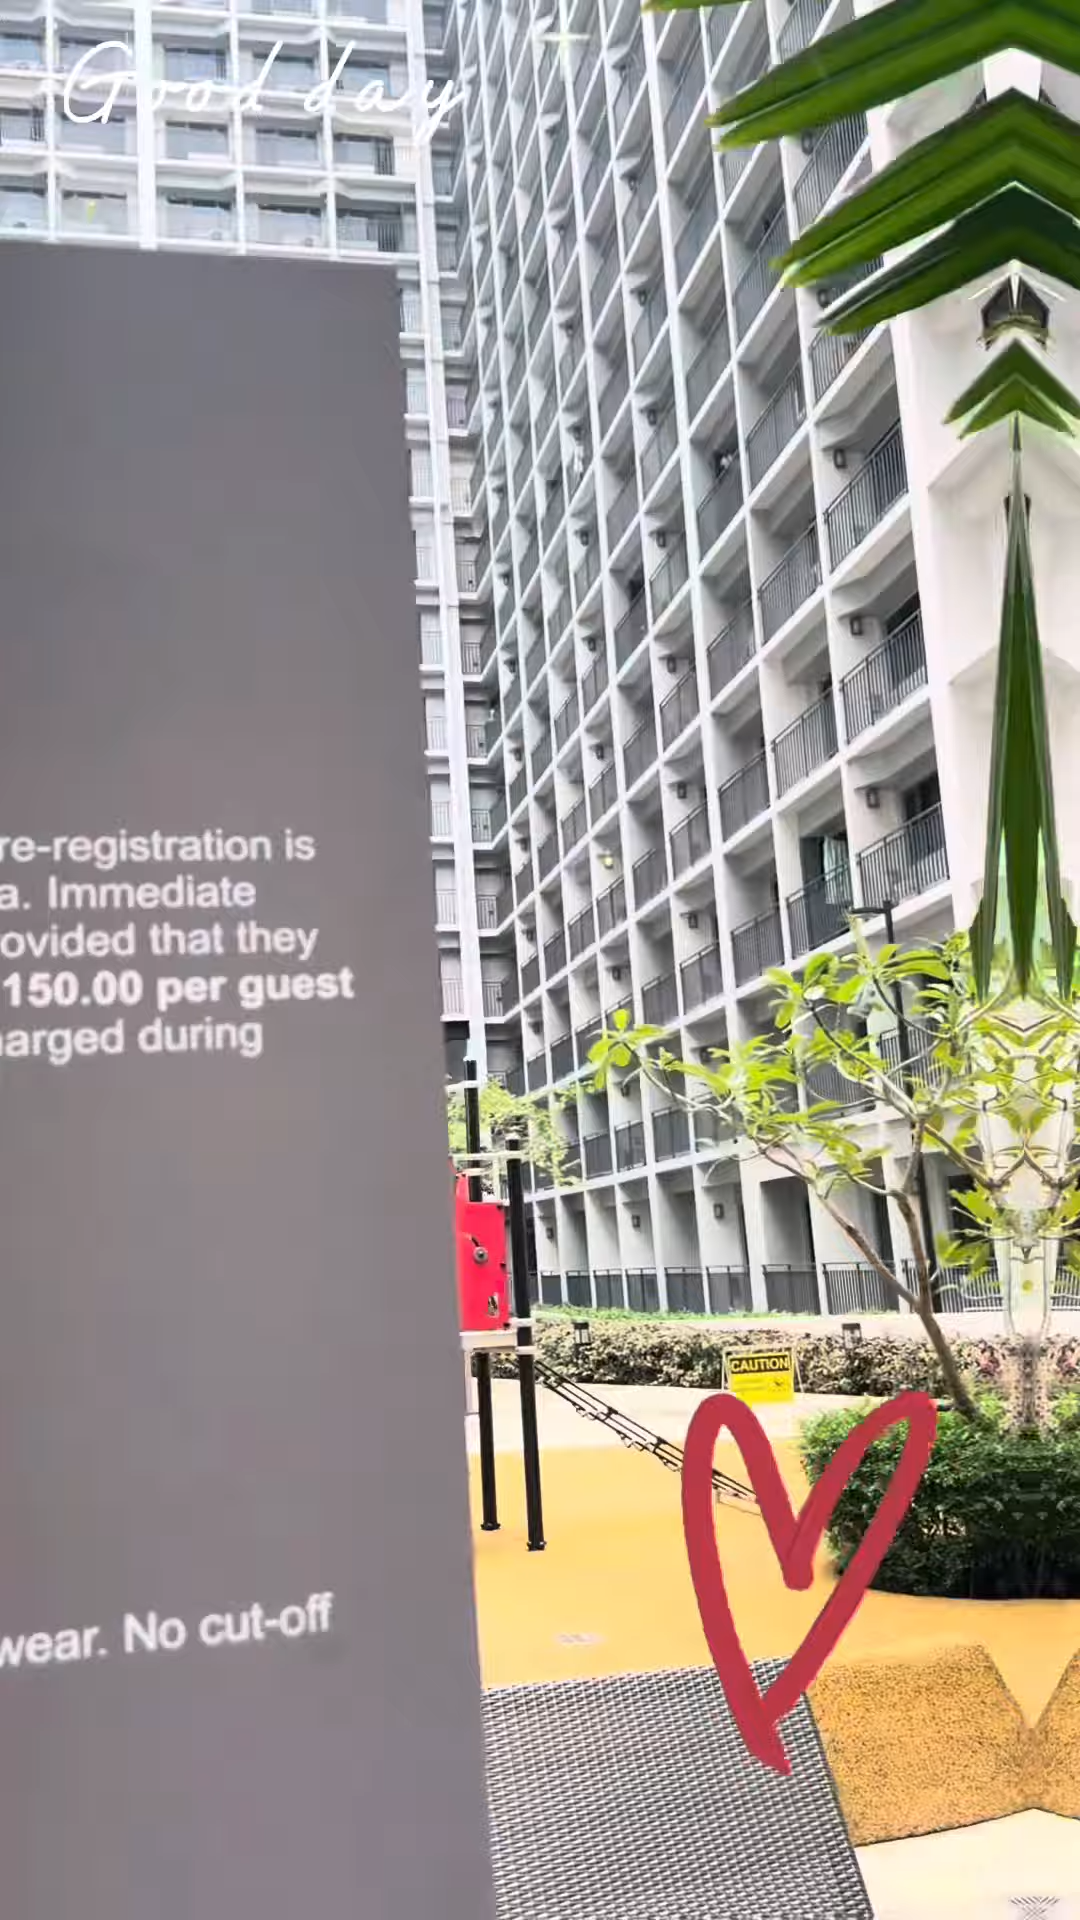 Good day
re-registration is
a. Immediate
ovided that they
150.00 per guest
arged during
wear. No cut-off
CAUTION